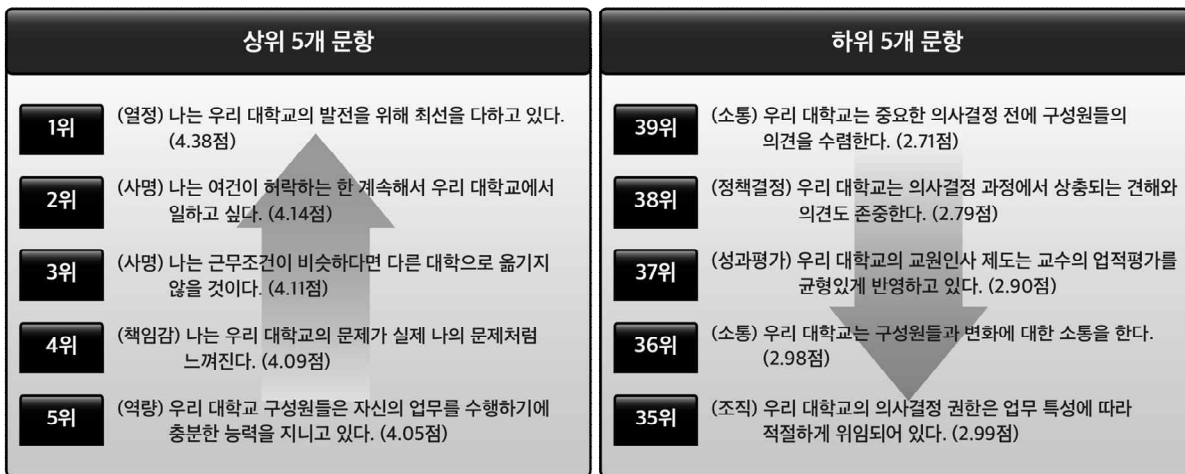 상위 5개 문항
1위
(열정) 나는 우리 대학교의 발전을 위해 최선을 다하고 있다.
(4.38점)
2위
(사명) 나는 여건이 허락하는 한 계속해서 우리 대학교에서
일하고 싶다. (4.14점)
3위
(사명) 나는 근무조건이 비슷하다면 다른 대학으로 옮기지
않을 것이다. (4.11점)
4위
(책임감) 나는 우리 대학교의 문제가 실제 나의 문제처럼
느껴진다. (4.09점)
5위
(역량) 우리 대학교 구성원들은 자신의 업무를 수행하기에
충분한 능력을 지니고 있다. (4.05점)
하위 5개 문항
39위
(소통) 우리 대학교는 중요한 의사결정 전에 구성원들의
의견을 수렴한다. (2.71점)
38위
(정책결정) 우리 대학교는 의사결정 과정에서 상충되는 견해와
의견도 존중한다. (2.79점)
37위
(성과평가) 우리 대학교의 교원인사 제도는 교수의 업적평가를
균형있게 반영하고 있다. (2.90점)
36위
(소통) 우리 대학교는 구성원들과 변화에 대한 소통을 한다.
(2.98점)
35위
(조직) 우리 대학교의 의사결정 권한은 업무 특성에 따라
적절하게 위임되어 있다. (2.99점)